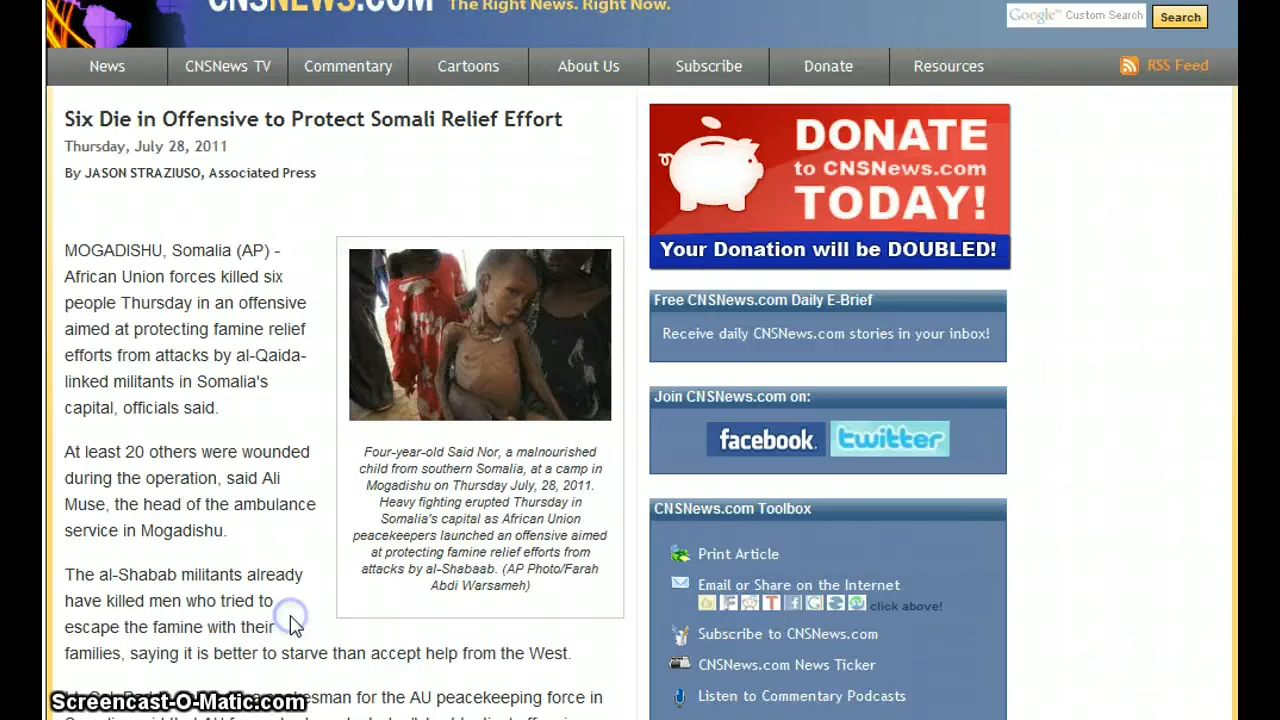 CNSNEWS.COM The Right News. Right Now.
Google™ Custom Search Search
News CNSNews TV Commentary Cartoons About Us Subscribe Donate Resources RSS Feed
Six Die in Offensive to Protect Somali Relief Effort
Thursday, July 28, 2011
By JASON STRAZIUSO, Associated Press
MOGADISHU, Somalia (AP) -
African Union forces killed six
people Thursday in an offensive
aimed at protecting famine relief
efforts from attacks by al-Qaida-
linked militants in Somalia's
capital, officials said.
At least 20 others were wounded
during the operation, said Ali
Muse, the head of the ambulance
service in Mogadishu.
The al-Shabab militants already
have killed men who tried to
escape the famine with their
families, saying it is better to starve than accept help from the West.
spokesman for the AU peacekeeping force in
Four-year-old Said Nor, a malnourished
child from southern Somalia, at a camp in
Mogadishu on Thursday July, 28, 2011.
Heavy fighting erupted Thursday in
Somalia's capital as African Union
peacekeepers launched an offensive aimed
at protecting famine relief efforts from
attacks by al-Shabaab. (AP Photo/Farah
Abdi Warsameh)
DONATE
to CNSNews.com
TODAY!
Your Donation will be DOUBLED!
Free CNSNews.com Daily E-Brief
Receive daily CNSNews.com stories in your inbox!
Join CNSNews.com on:
facebook. twitter
CNSNews.com Toolbox
Print Article
Email or Share on the Internet
click above!
Subscribe to CNSNews.com
CNSNews.com News Ticker
Listen to Commentary Podcasts
Screencast-O-Matic.com